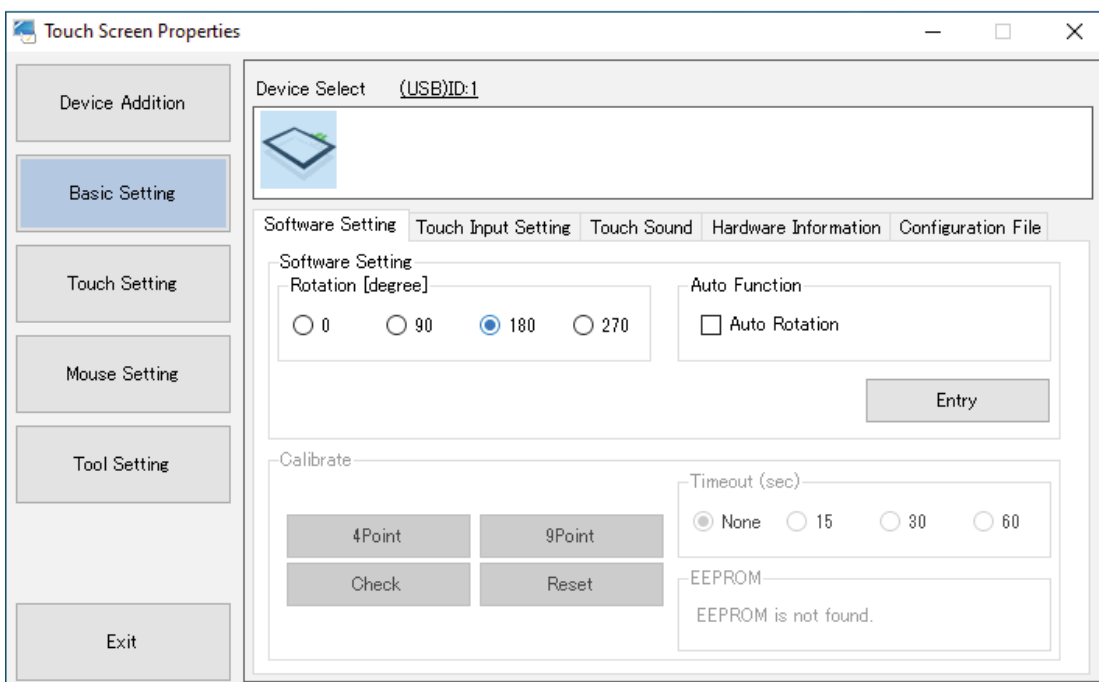 Touch Screen Properties
Device Addition
Basic Setting
Touch Setting
Mouse Setting
Tool Setting
Exit
Device Select (USB)ID:1
Software Setting Touch Input Setting Touch Sound Hardware Information Configuration File
Software Setting
Rotation [degree]
0 90 180 270
Auto Function
Auto Rotation
Entry
Calibrate
4Point 9Point
Check Reset
Timeout (sec)
None 15 30 60
EEPROM
EEPROM is not found.